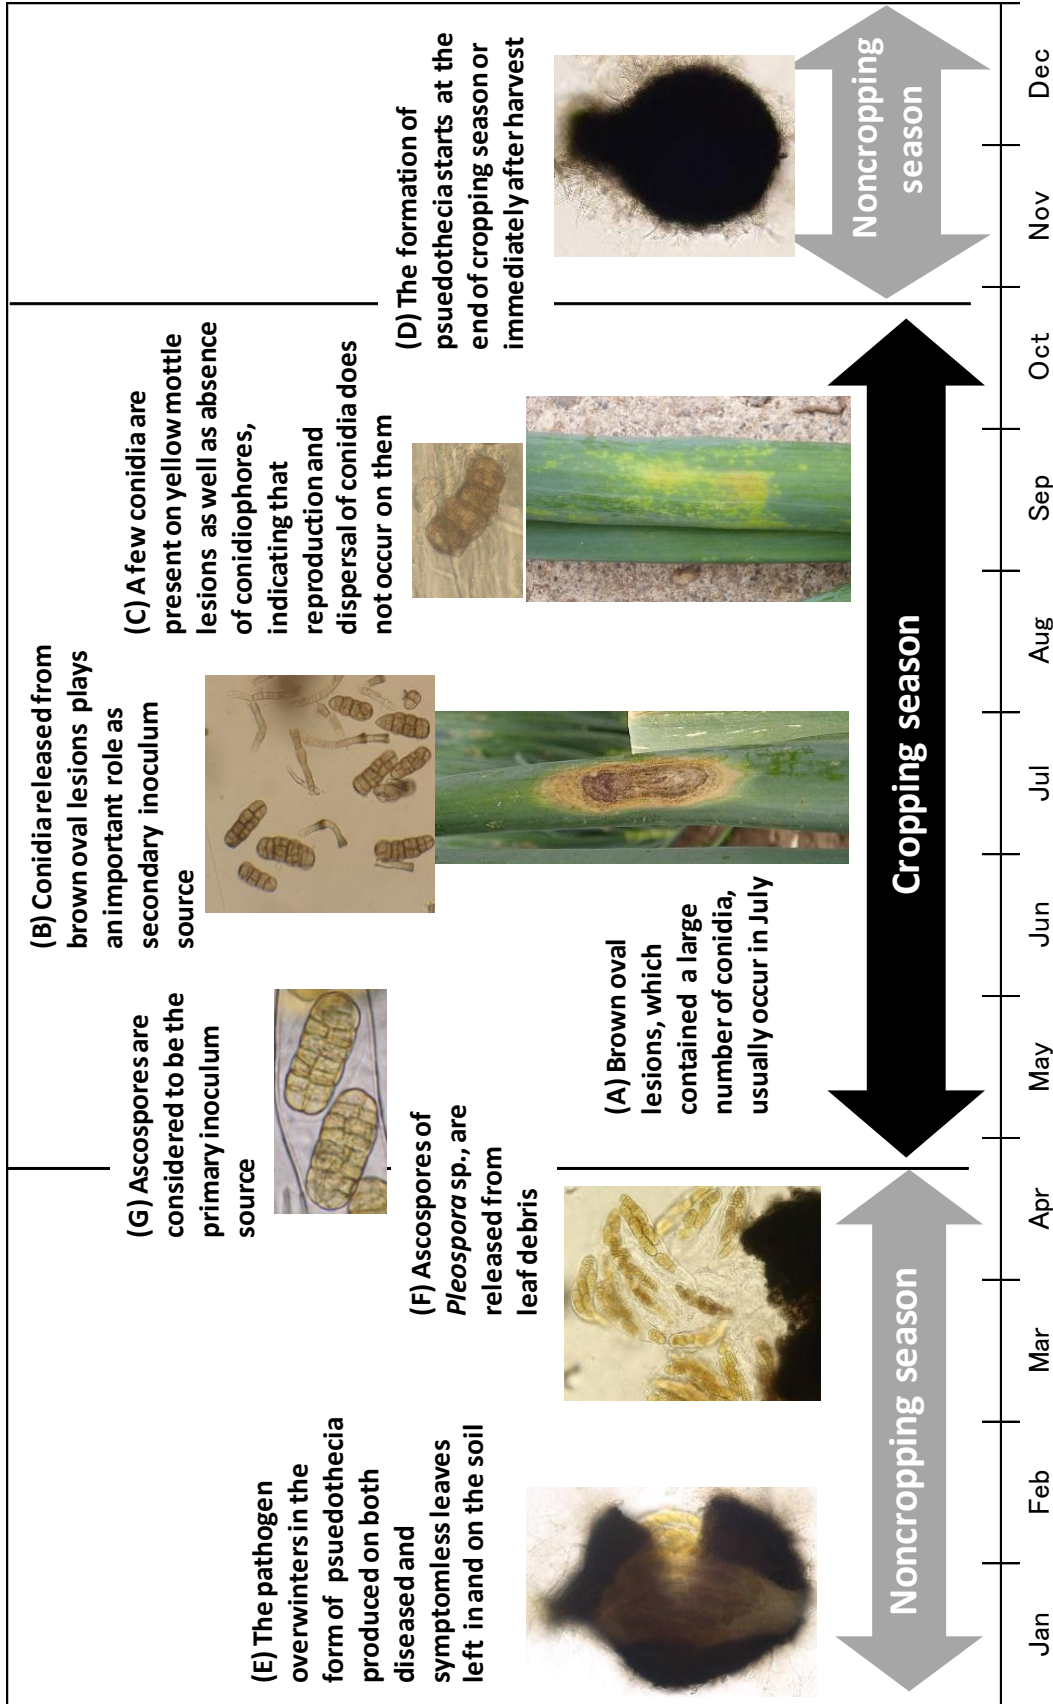 (E) The pathogen
overwinters in the
form of psuedothecia
produced on both
diseased and
symptomless leaves
left in and on the soil
(F) Ascospores of
Pleospora sp., are
released from
leaf debris
(G) Ascospores are
considered to be the
primary inoculum
source
(A) Brown oval
lesions, which
contained a large
number of conidia,
usually occur in July
(B) Conidia released from
brown oval lesions plays
an important role as
secondary inoculum
source
(C) A few conidia are
present on yellow mottle
lesions as well as absence
of conidiophores,
indicating that
reproduction and
dispersal of conidia does
not occur on them
(D) The formation of
psuedothecia starts at the
end of cropping season or
immediately after harvest
Noncropping season
Cropping season
Noncropping
season
Jan
Feb
Mar
Apr
May
Jun
Jul
Aug
Sep
Oct
Nov
Dec